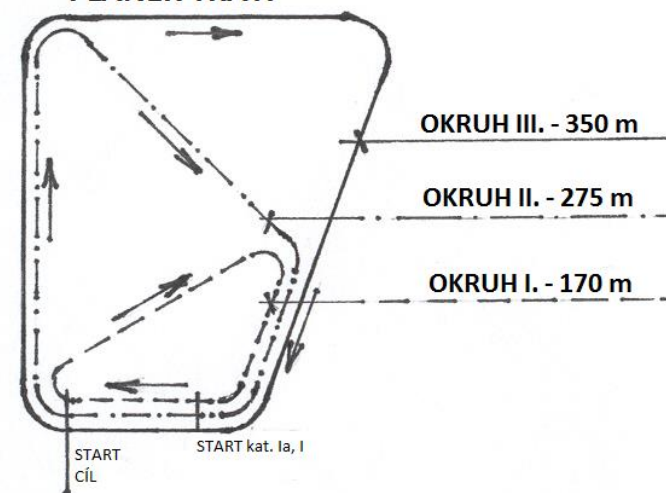 OKRUH III. - 350 m
OKRUH II. - 275 m
OKRUH I. - 170 m
START
CÍL
START kat. Ia, I